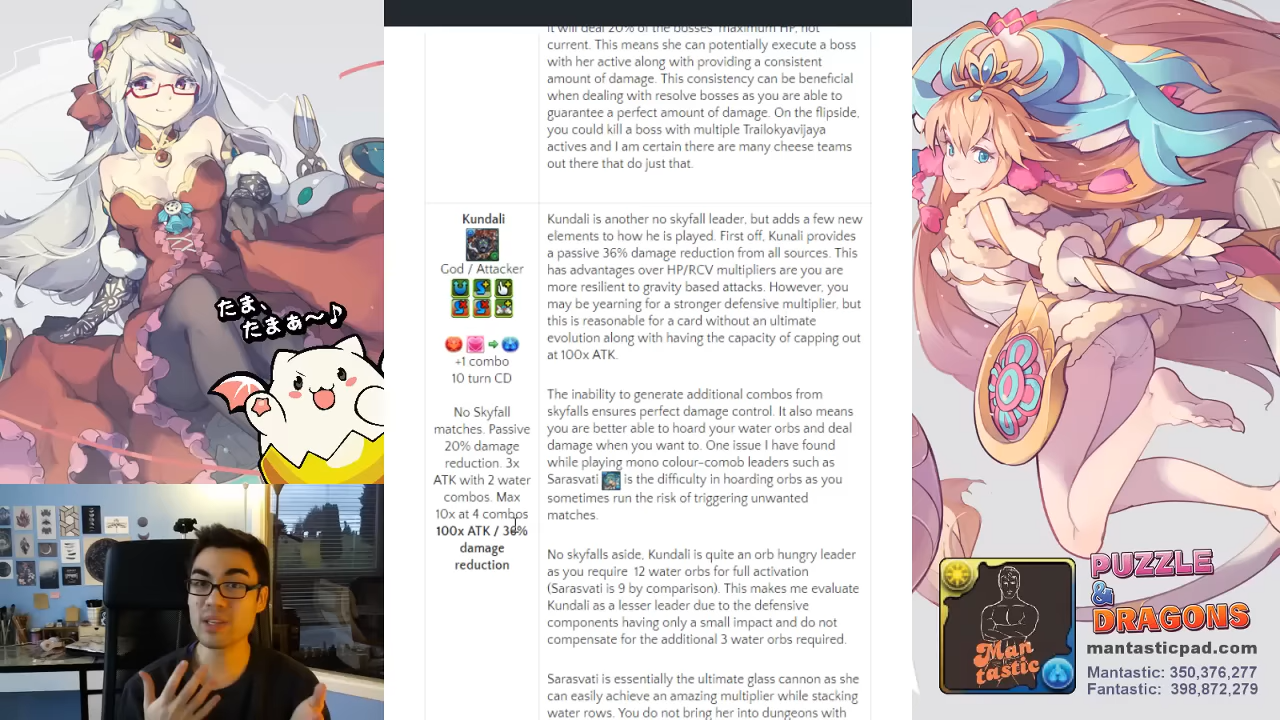 it will deal 20% of the bosses' maximum HP, not
current. This means she can potentially execute a boss
with her active along with providing a consistent
amount of damage. This consistency can be beneficial
when dealing with resolve bosses as you are able to
guarantee a perfect amount of damage. On the flipside,
you could kill a boss with multiple Trailokyavijaya
actives and I am certain there are many cheese teams
out there that do just that.
Kundali
God / Attacker
+1 combo
10 turn CD
No Skyfall
matches. Passive
20% damage
reduction. 3x
ATK with 2 water
combos. Max
10x at 4 combos
100x ATK / 36%
damage
reduction
Kundali is another no skyfall leader, but adds a few new
elements to how he is played. First off, Kunali provides
a passive 36% damage reduction from all sources. This
has advantages over HP/RCV multipliers are you are
more resilient to gravity based attacks. However, you
may be yearning for a stronger defensive multiplier, but
this is reasonable for a card without an ultimate
evolution along with having the capacity of capping out
at 100x ATK.
The inability to generate additional combos from
skyfalls ensures perfect damage control. It also means
you are better able to hoard your water orbs and deal
damage when you want to. One issue I have found
while playing mono colour-comob leaders such as
Sarasvati is the difficulty in hoarding orbs as you
sometimes run the risk of triggering unwanted
matches.
No skyfalls aside, Kundali is quite an orb hungry leader
as you require 12 water orbs for full activation
(Sarasvati is 9 by comparison). This makes me evaluate
Kundali as a lesser leader due to the defensive
components having only a small impact and do not
compensate for the additional 3 water orbs required.
Sarasvati is essentially the ultimate glass cannon as she
can easily achieve an amazing multiplier while stacking
water rows. You do not bring her into dungeons with
たま、
たまぁ〜♪
Man
tastic
PUZZLE
&
DRAGONS
mantasticpad.com
Mantastic: 350,376,277
Fantastic: 398,872,279